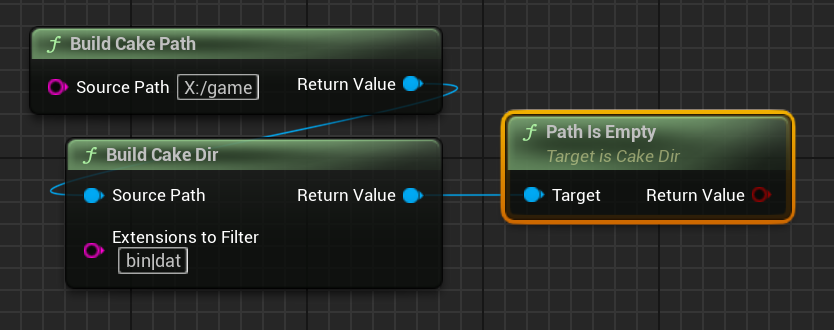 Build Cake Path
Source Path X:/game Return Value
Build Cake Dir
Source Path Return Value
Extensions to Filter
bin|dat
Path Is Empty
Target is Cake Dir
Target Return Value